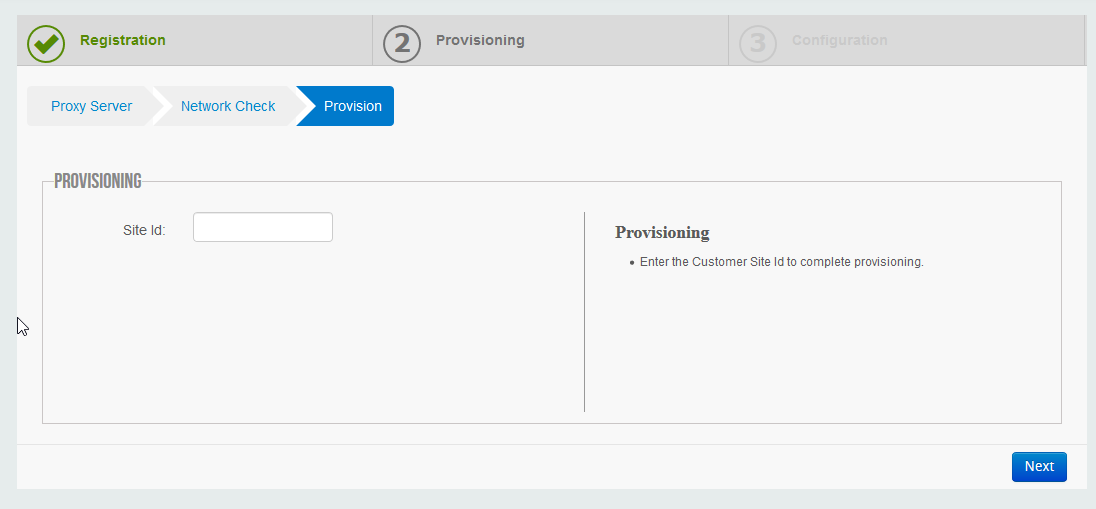 Registration
2 Provisioning
3 Configuration
Proxy Server Network Check Provision
PROVISIONING
Site Id:
Provisioning
• Enter the Customer Site Id to complete provisioning.
Next